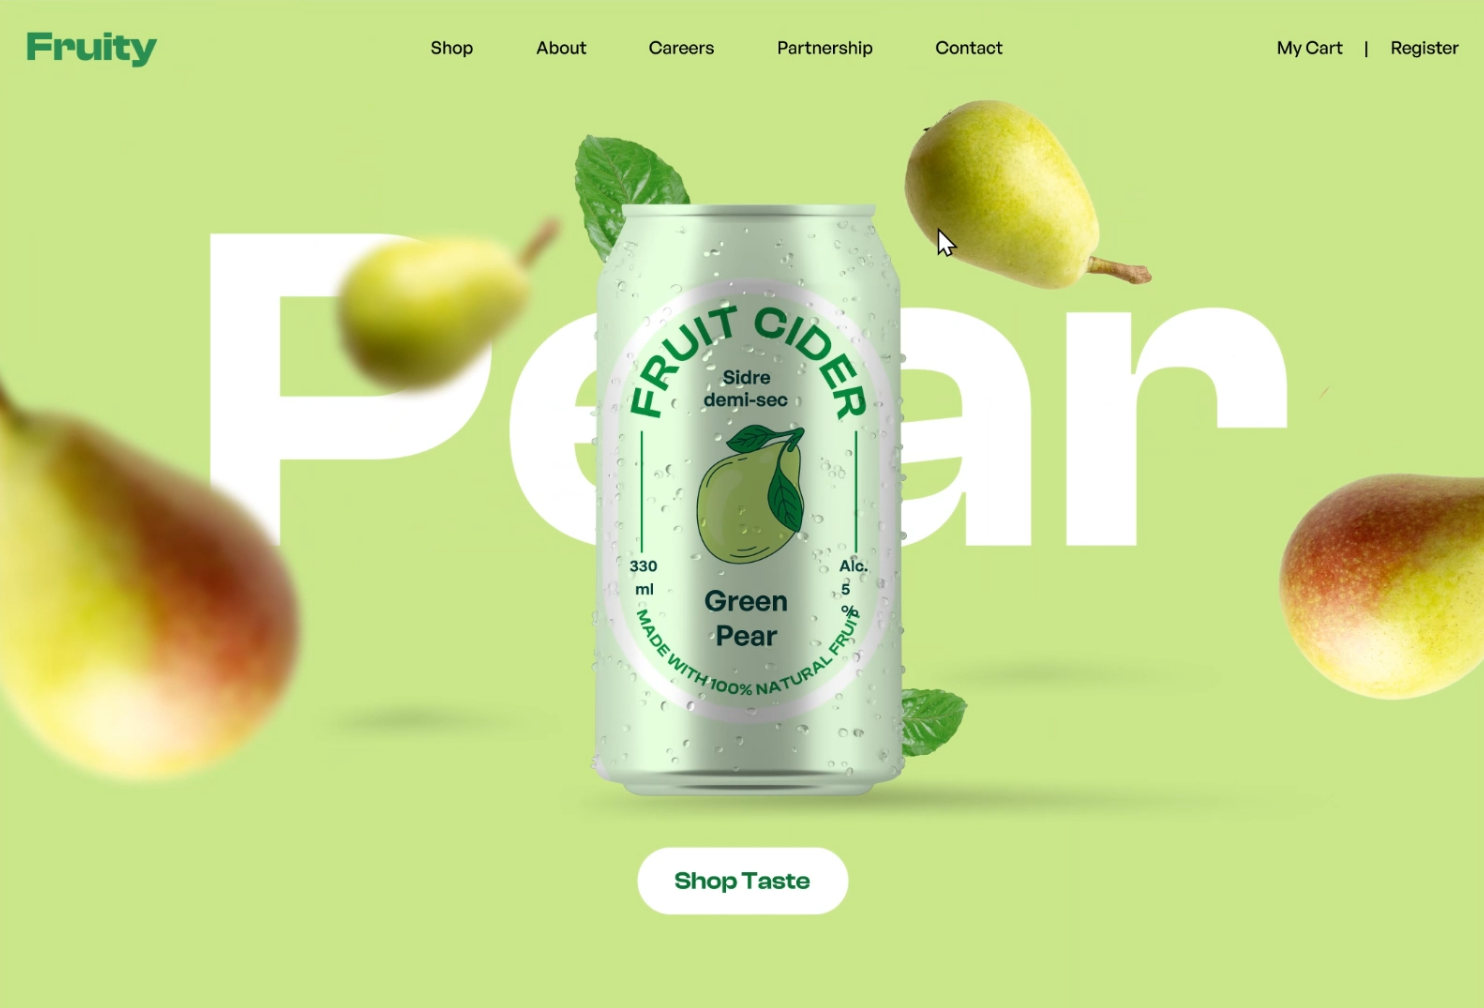 Fruity
Shop
About
Careers
Partnership
Contact
My Cart | Register
Pear
FRUIT CIDER
Sidre
demi-sec
330
ml
Alc.
5
%
Green
Pear
MADE WITH 100% NATURAL FRUIT
Shop Taste